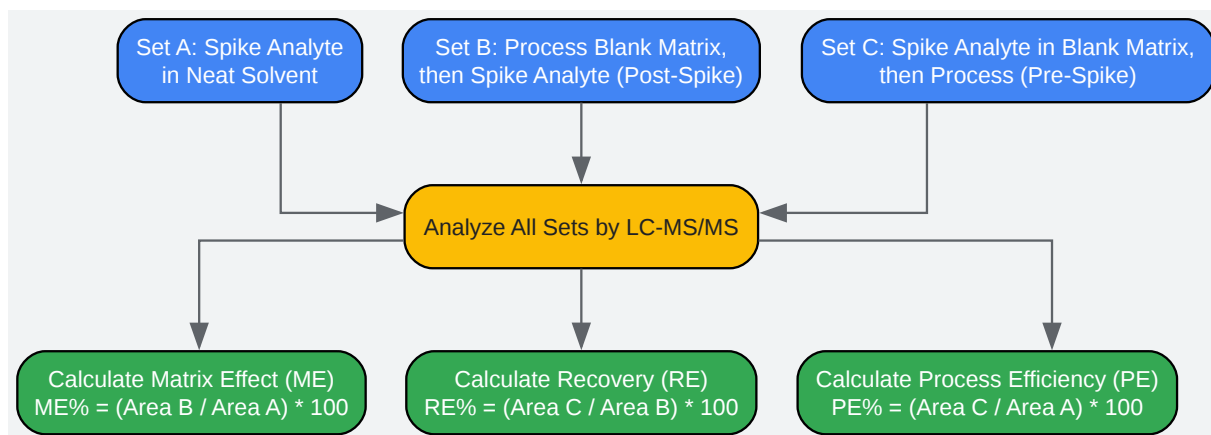 Set A: Spike Analyte
in Neat Solvent
Set B: Process Blank Matrix,
then Spike Analyte (Post-Spike)
Set C: Spike Analyte in Blank Matrix,
then Process (Pre-Spike)
Analyze All Sets by LC-MS/MS
Calculate Matrix Effect (ME)
ME% = (Area B / Area A) * 100
Calculate Recovery (RE)
RE% = (Area C / Area B) * 100
Calculate Process Efficiency (PE)
PE% = (Area C / Area A) * 100